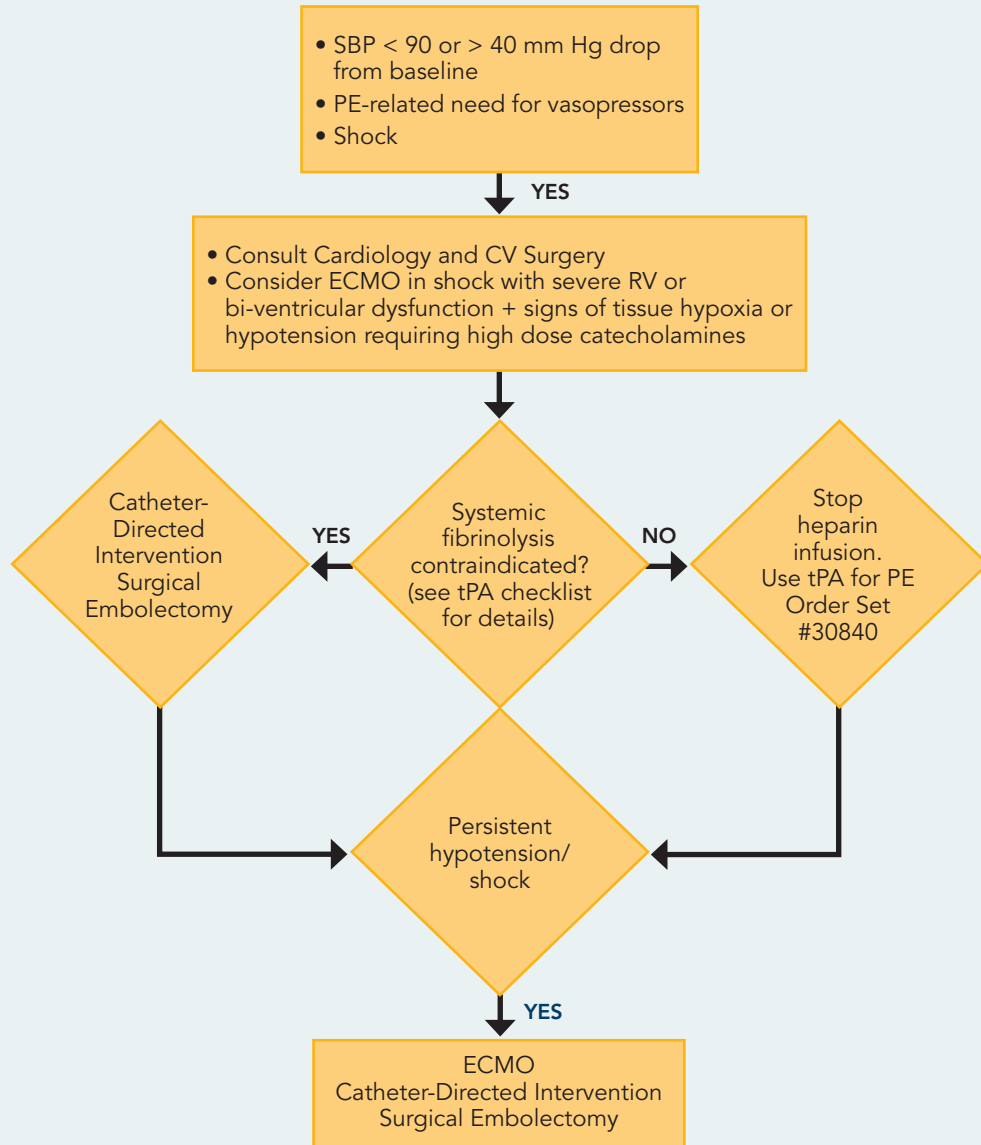 • SBP < 90 or > 40 mm Hg drop
from baseline
• PE-related need for vasopressors
• Shock
YES
• Consult Cardiology and CV Surgery
• Consider ECMO in shock with severe RV or
bi-ventricular dysfunction + signs of tissue hypoxia or
hypotension requiring high dose catecholamines
Catheter-
Directed
Intervention
Surgical
Embolectomy
YES
Systemic
fibrinolysis
contraindicated?
(see tPA checklist
for details)
NO
Stop
heparin
infusion.
Use tPA for PE
Order Set
#30840
Persistent
hypotension/
shock
YES
ECMO
Catheter-Directed Intervention
Surgical Embolectomy